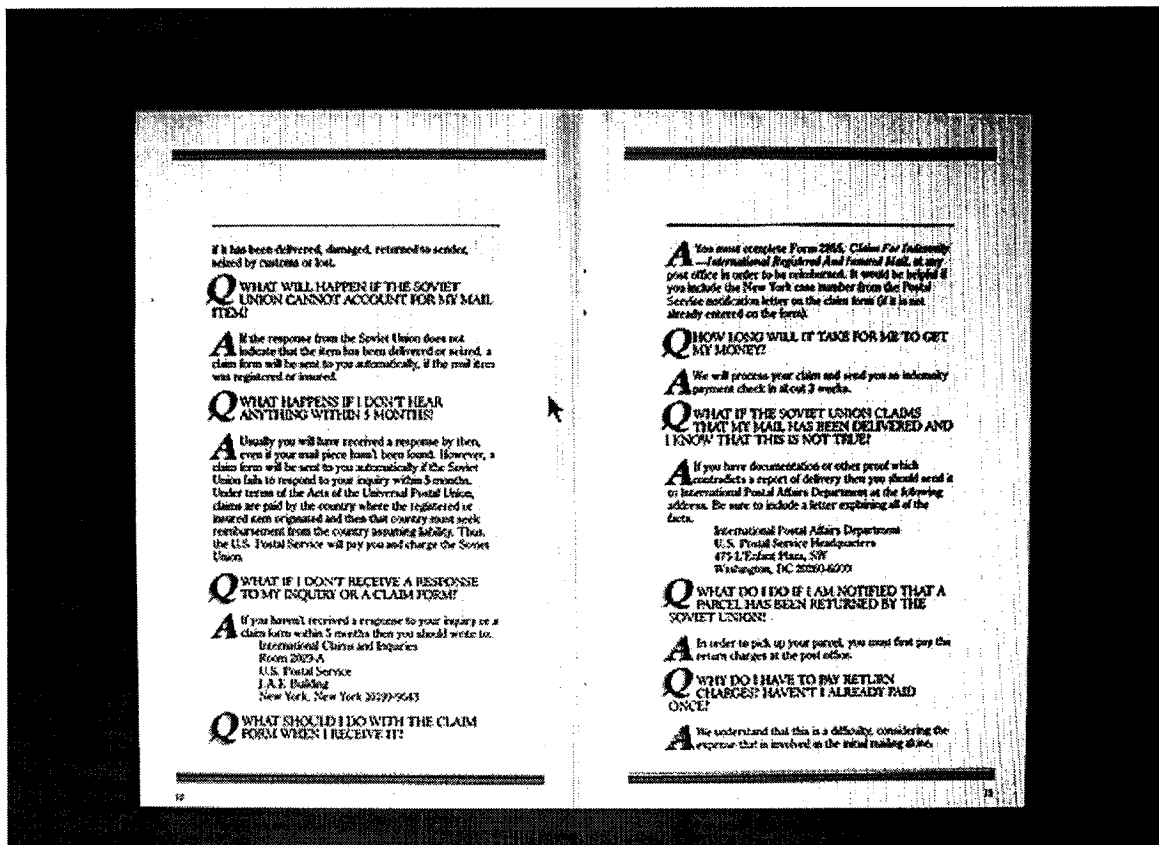 if it has been delivered, damaged, returned to sender,
seized by customs or lost.
Q WHAT WILL HAPPEN IF THE SOVIET
UNION CANNOT ACCOUNT FOR MY MAIL
ITEM?
A If the response from the Soviet Union does not
indicate that the item has been delivered or seized, a
claim form will be sent to you automatically, if the mail item
was registered or insured.
Q WHAT HAPPENS IF I DON'T HEAR
ANYTHING WITHIN 5 MONTHS?
A Usually you will have received a response by then,
even if your mail piece hasn't been found. However, a
claim form will be sent to you automatically if the Soviet
Union fails to respond to your inquiry within 5 months.
Under terms of the Acts of the Universal Postal Union,
claims are paid by the country where the registered or
insured item originated and then that country must seek
reimbursement from the country assuming liability. Thus,
the U.S. Postal Service will pay you and charge the Soviet
Union.
Q WHAT IF I DON'T RECEIVE A RESPONSE
TO MY INQUIRY OR A CLAIM FORM?
A If you haven't received a response to your inquiry or a
claim form within 5 months then you should write to:
International Claims and Inquiries
Room 2029-A
U.S. Postal Service
J.A.F. Building
New York, New York
Q WHAT SHOULD I DO WITH THE CLAIM
FORM WHEN I RECEIVE IT?
12
A You must complete Form 2855, Claim For Indemnity
—International Registered And Insured Mail, at any
post office in order to be reimbursed. It would be helpful if
you include the New York case number from the Postal
Service notification letter on the claim form (if it is not
already entered on the form).
Q HOW LONG WILL IT TAKE FOR ME TO GET
MY MONEY?
A We will process your claim and send you an indemnity
payment check in about 3 weeks.
Q WHAT IF THE SOVIET UNION CLAIMS
THAT MY MAIL HAS BEEN DELIVERED AND
I KNOW THAT THIS IS NOT TRUE?
A If you have documentation or other proof which
contradicts a report of delivery then you should send it
to International Postal Affairs Department at the following
address. Be sure to include a letter explaining all of the
facts.
International Postal Affairs Department
U.S. Postal Service Headquarters
475 L'Enfant Plaza, SW
Washington, DC 20260-6500
Q WHAT DO I DO IF I AM NOTIFIED THAT A
PARCEL HAS BEEN RETURNED BY THE
SOVIET UNION?
A In order to pick up your parcel, you must first pay the
return charges at the post office.
Q WHY DO I HAVE TO PAY RETURN
CHARGES? HAVEN'T I ALREADY PAID
ONCE?
A We understand that this is a difficulty, considering the
expense that is involved in the initial mailing alone.
13